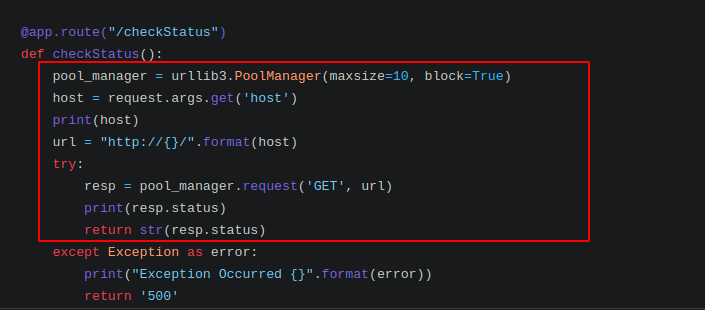 @app.route("/checkStatus")
def checkStatus():
    pool_manager = urllib3.PoolManager(maxsize=10, block=True)
    host = request.args.get('host')
    print(host)
    url = "http://{}/".format(host)
    try:
        resp = pool_manager.request('GET', url)
        print(resp.status)
        return str(resp.status)
    except Exception as error:
        print("Exception Occurred {}".format(error))
        return '500'